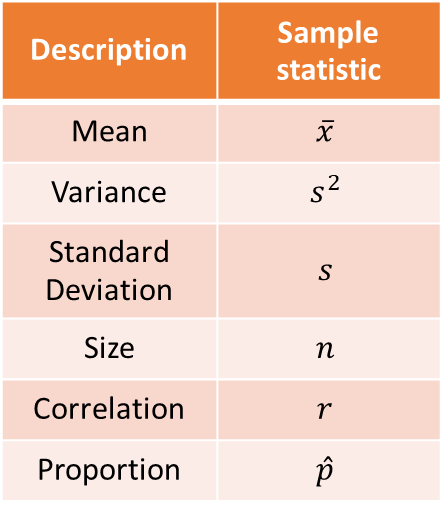 Description Sample statistic
Mean x̄
Variance s²
Standard Deviation s
Size n
Correlation r
Proportion p̂